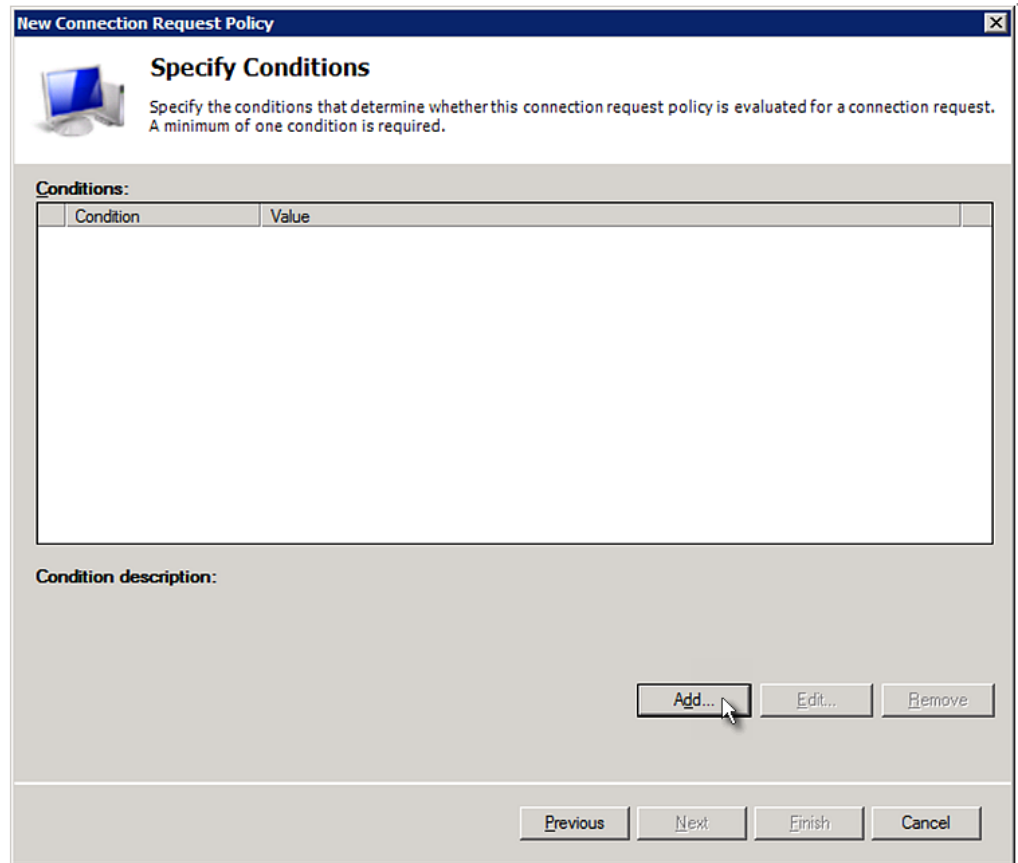 New Connection Request Policy
Specify Conditions
Specify the conditions that determine whether this connection request policy is evaluated for a connection request.
A minimum of one condition is required.
Conditions:
Condition Value
Condition description:
Add... Edit... Remove
Previous Next Finish Cancel